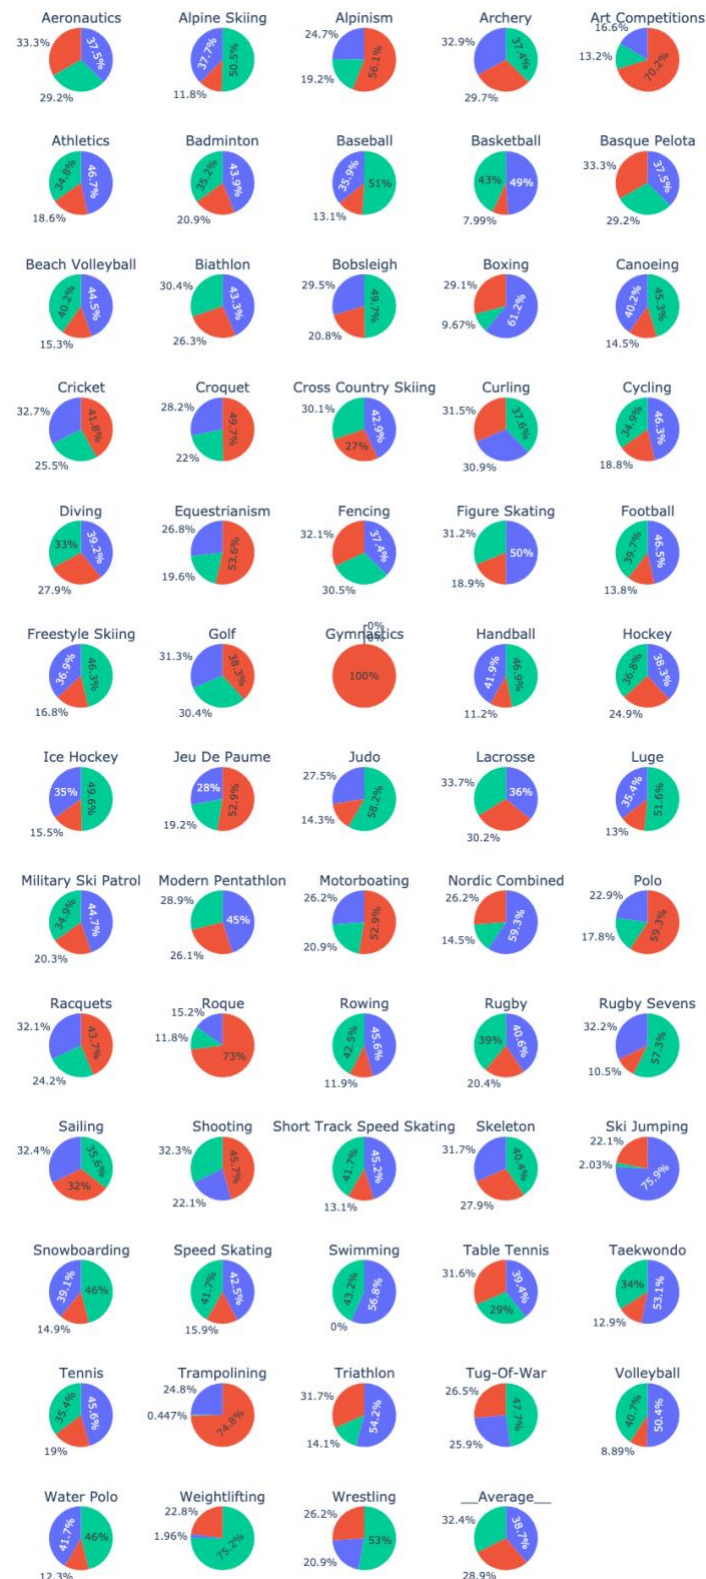 Aeronautics Alpine Skiing Alpinism Archery Art Competitions
33.3% 37.5% 29.2% 37.7% 50.5% 11.8% 24.7% 56.1% 19.2% 32.9% 37.4% 29.7% 16.6% 13.2% 70.2%
Athletics Badminton Baseball Basketball Basque Pelota
34.8% 46.7% 18.6% 35.2% 43.9% 20.9% 35.9% 51% 13.1% 43% 49% 7.99% 33.3% 37.5% 29.2%
Beach Volleyball Biathlon Bobsleigh Boxing Canoeing
40.2% 44.5% 15.3% 30.4% 43.3% 26.3% 29.5% 49.7% 20.8% 29.1% 9.67% 61.2% 40.2% 45.3% 14.5%
Cricket Croquet Cross Country Skiing Curling Cycling
32.7% 41.8% 25.5% 28.2% 49.7% 22% 30.1% 42.9% 27% 31.5% 37.6% 30.9% 34.9% 46.3% 18.8%
Diving Equestrianism Fencing Figure Skating Football
33% 39.2% 27.9% 26.8% 53.6% 19.6% 32.1% 37.4% 30.5% 31.2% 50% 18.9% 39.7% 46.5% 13.8%
Freestyle Skiing Golf Gymnastics Handball Hockey
36.9% 46.3% 16.8% 31.3% 38.3% 30.4% 0% 0% 100% 41.9% 46.9% 11.2% 36.8% 38.3% 24.9%
Ice Hockey Jeu De Paume Judo Lacrosse Luge
35% 49.6% 15.5% 28% 52.9% 19.2% 27.5% 58.2% 14.3% 33.7% 36% 30.2% 35.4% 51.6% 13%
Military Ski Patrol Modern Pentathlon Motorboating Nordic Combined Polo
34.9% 44.7% 20.3% 28.9% 45% 26.1% 26.2% 52.9% 20.9% 26.2% 14.5% 59.3% 22.9% 17.8% 59.3%
Racquets Roque Rowing Rugby Rugby Sevens
32.1% 43.7% 24.2% 15.2% 11.8% 73% 42.5% 45.6% 11.9% 39% 40.6% 20.4% 32.2% 57.3% 10.5%
Sailing Shooting Short Track Speed Skating Skeleton Ski Jumping
32.4% 35.6% 32% 32.3% 45.7% 22.1% 41.7% 45.2% 13.1% 31.7% 40.4% 27.9% 22.1% 2.03% 75.9%
Snowboarding Speed Skating Swimming Table Tennis Taekwondo
39.1% 46% 14.9% 41.7% 42.5% 15.9% 43.2% 56.8% 0% 31.6% 39.4% 29% 34% 53.1% 12.9%
Tennis Trampolining Triathlon Tug-Of-War Volleyball
35.4% 45.6% 19% 24.8% 0.447% 74.8% 31.7% 54.2% 14.1% 26.5% 47.7% 25.9% 40.7% 50.4% 8.89%
Water Polo Weightlifting Wrestling __Average__
41.7% 46% 12.3% 22.8% 1.96% 75.2% 26.2% 53% 20.9% 32.4% 38.7% 28.9%